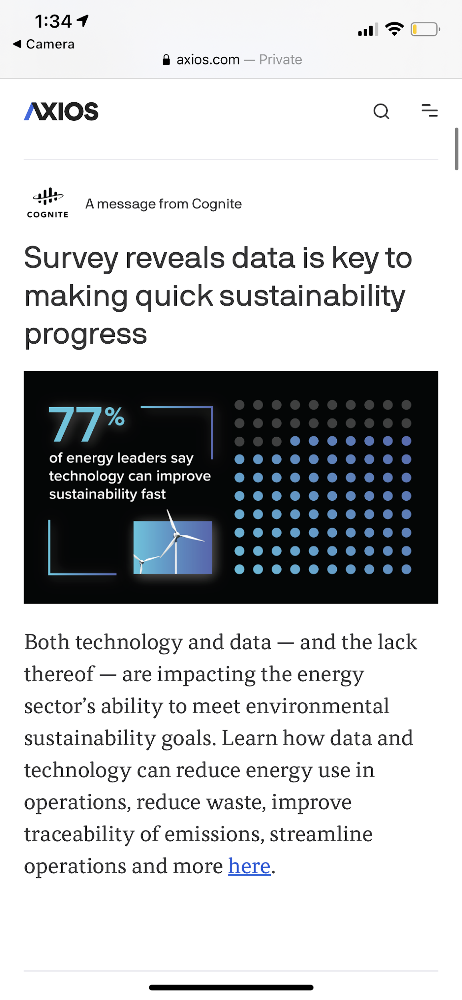 1:34
Camera
axios.com — Private
AXIOS
COGNITE
A message from Cognite
Survey reveals data is key to
making quick sustainability
progress
77%
of energy leaders say
technology can improve
sustainability fast
Both technology and data — and the lack
thereof — are impacting the energy
sector’s ability to meet environmental
sustainability goals. Learn how data and
technology can reduce energy use in
operations, reduce waste, improve
traceability of emissions, streamline
operations and more here.